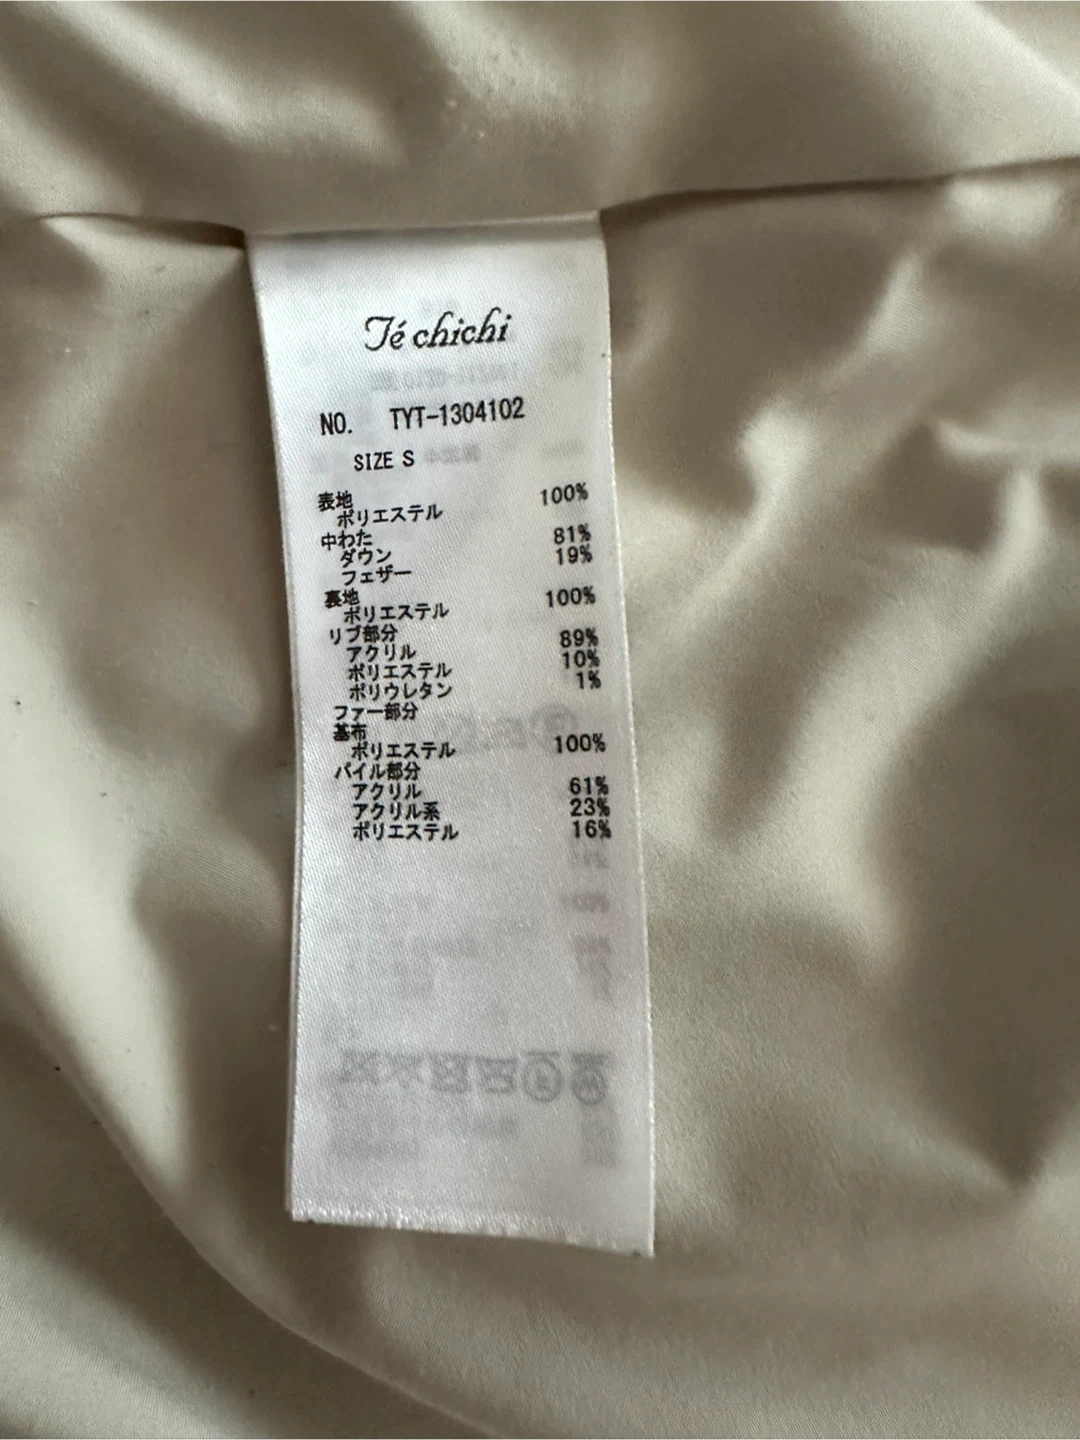 Té chichi
NO. TYT-1304102
SIZE S
表地
ポリエステル 100%
中わた
ダウン 81%
フェザー 19%
裏地
ポリエステル 100%
リブ部分
アクリル 89%
ポリエステル 10%
ポリウレタン 1%
ファー部分
基布
ポリエステル 100%
パイル部分
アクリル 61%
アクリル系 23%
ポリエステル 16%